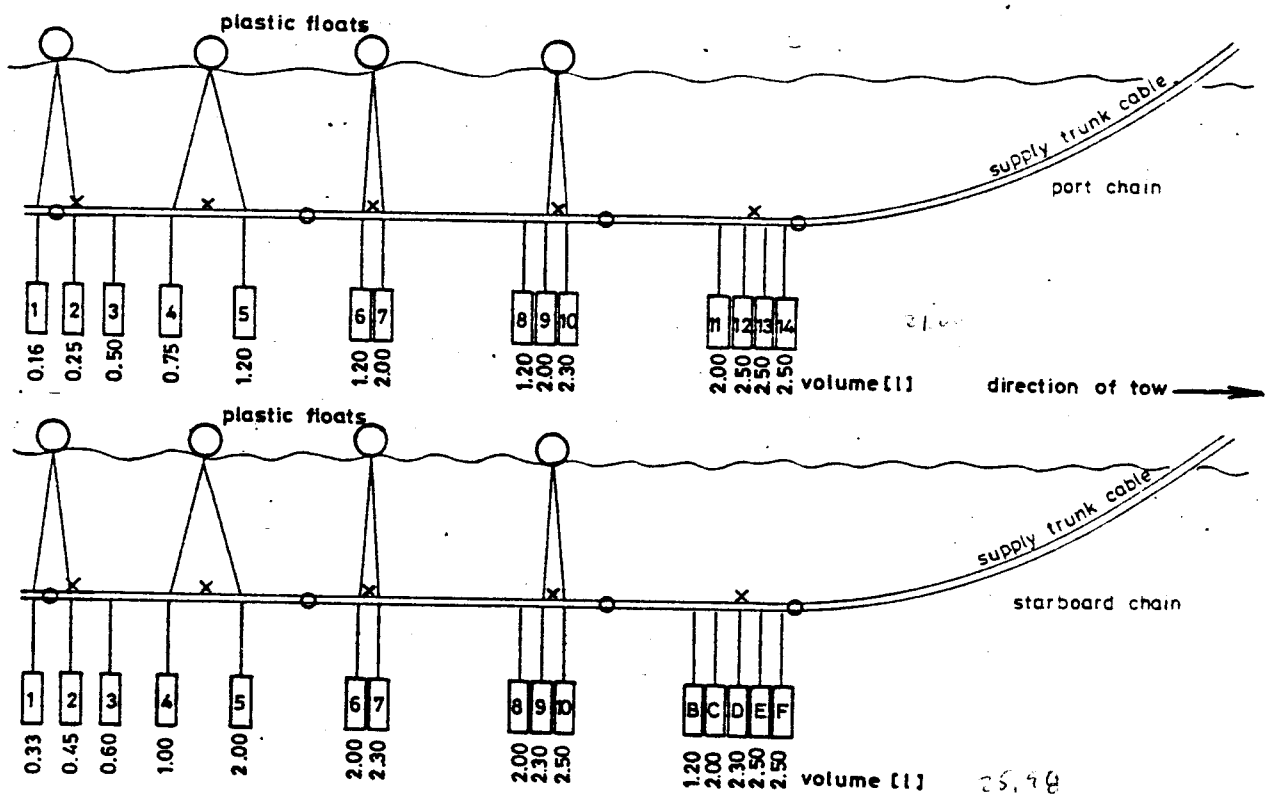 plastic floats
supply trunk cable
port chain
1 2 3 4 5 6 7 8 9 10 11 12 13 14
0.16 0.25 0.50 0.75 1.20 1.20 2.00 1.20 2.00 2.30 2.00 2.50 2.50 2.50 volume [l]
direction of tow
plastic floats
supply trunk cable
starboard chain
1 2 3 4 5 6 7 8 9 10 B C D E F
0.33 0.45 0.60 1.00 2.00 2.00 2.30 2.00 2.30 2.50 1.20 2.00 2.30 2.50 2.50 volume [l]